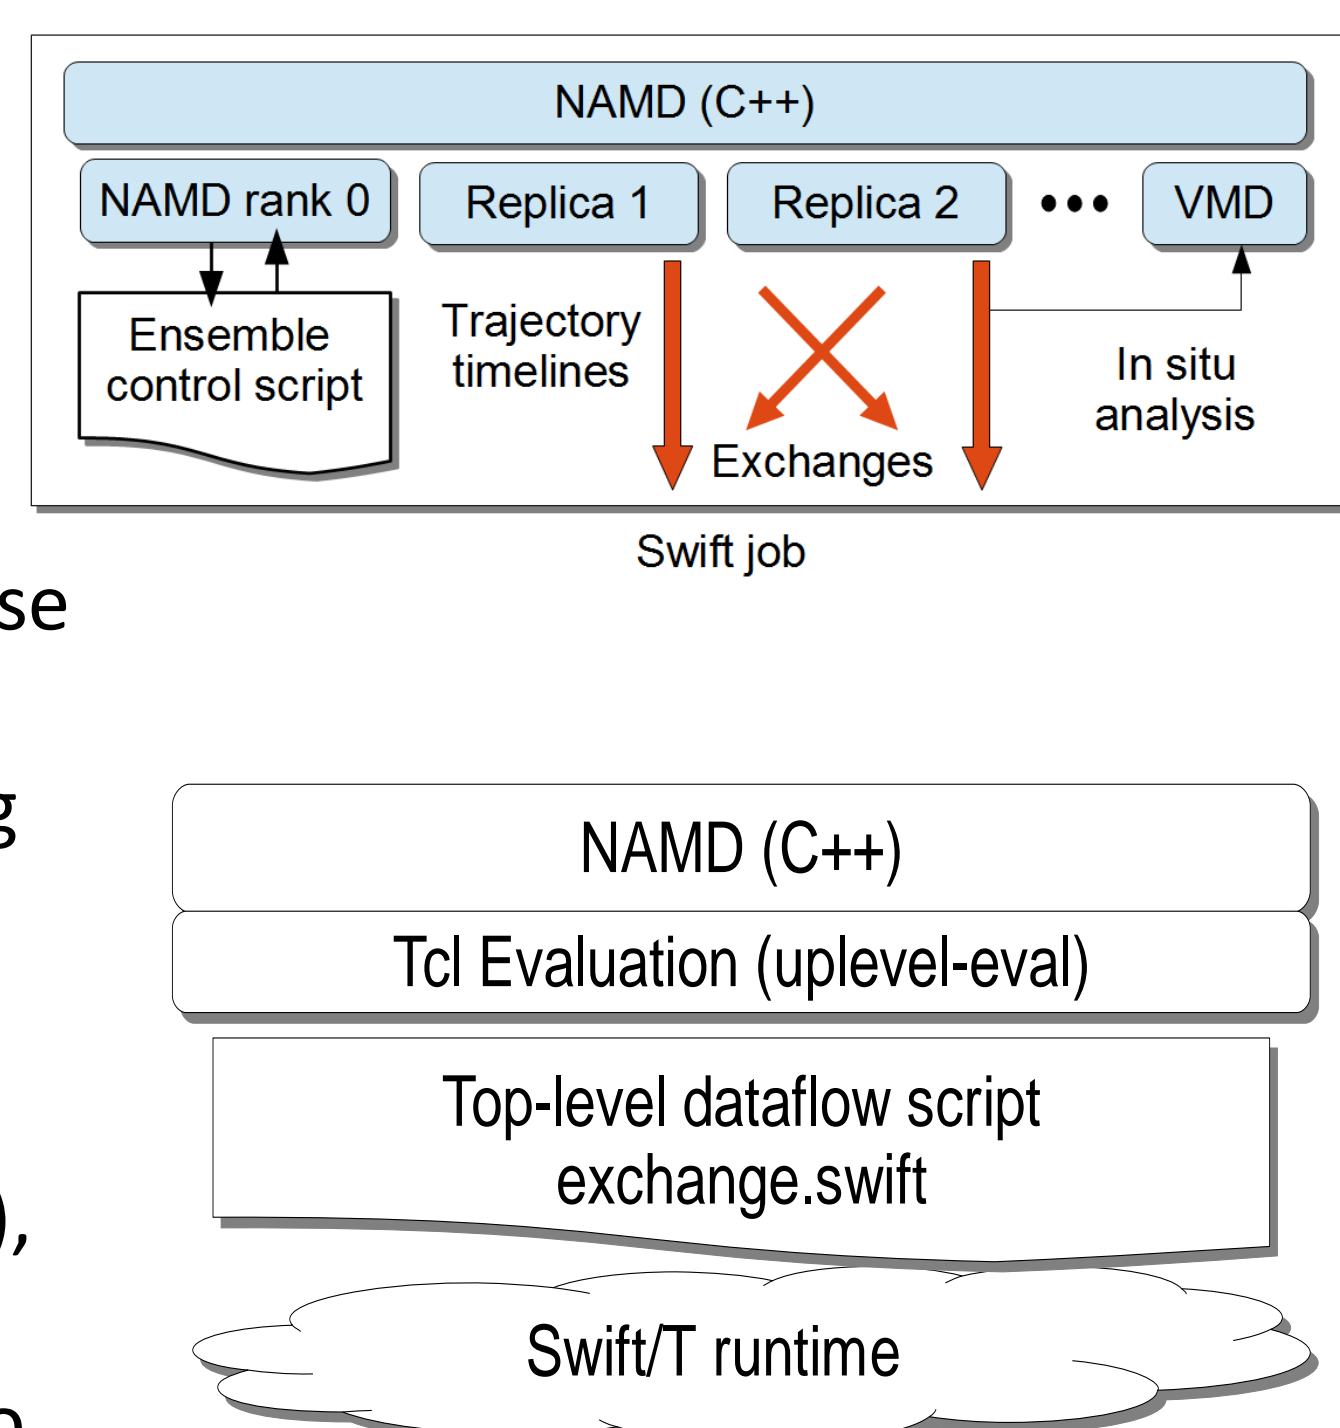 NAMD (C++)
NAMD rank 0
Replica 1
Replica 2
VMD
Ensemble
control script
Trajectory
timelines
Exchanges
In situ
analysis
Swift job
se
g
NAMD (C++)
Tcl Evaluation (uplevel-eval)
Top-level dataflow script
exchange.swift
),
Swift/T runtime